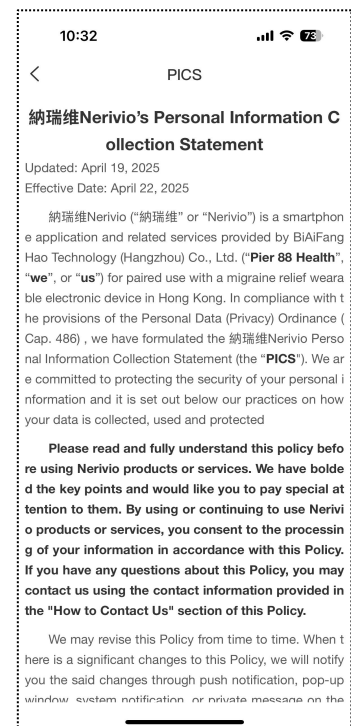 10:32
73
PICS
納瑞维Nerivio’s Personal Information C
ollection Statement
Updated: April 19, 2025
Effective Date: April 22, 2025
納瑞维Nerivio (“納瑞维” or “Nerivio”) is a smartphon
e application and related services provided by BiAiFang
Hao Technology (Hangzhou) Co., Ltd. (“Pier 88 Health”,
“we”, or “us”) for paired use with a migraine relief weara
ble electronic device in Hong Kong. In compliance with t
he provisions of the Personal Data (Privacy) Ordinance (
Cap. 486) , we have formulated the 納瑞维Nerivio Perso
nal Information Collection Statement (the “PICS"). We ar
e committed to protecting the security of your personal i
nformation and it is set out below our practices on how
your data is collected, used and protected
Please read and fully understand this policy befo
re using Nerivio products or services. We have bolde
d the key points and would like you to pay special at
tention to them. By using or continuing to use Nerivi
o products or services, you consent to the processin
g of your information in accordance with this Policy.
If you have any questions about this Policy, you may
contact us using the contact information provided in
the "How to Contact Us" section of this Policy.
We may revise this Policy from time to time. When t
here is a significant changes to this Policy, we will notify
you the said changes through push notification, pop-up
window, system notification, or private message on the